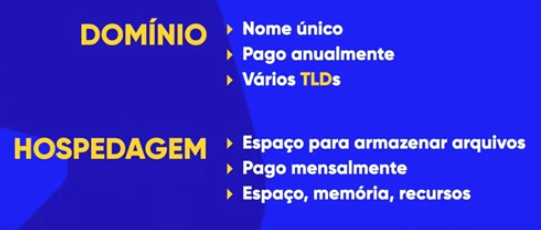 DOMÍNIO
Nome único
Pago anualmente
Vários TLDs
HOSPEDAGEM
Espaço para armazenar arquivos
Pago mensalmente
Espaço, memória, recursos